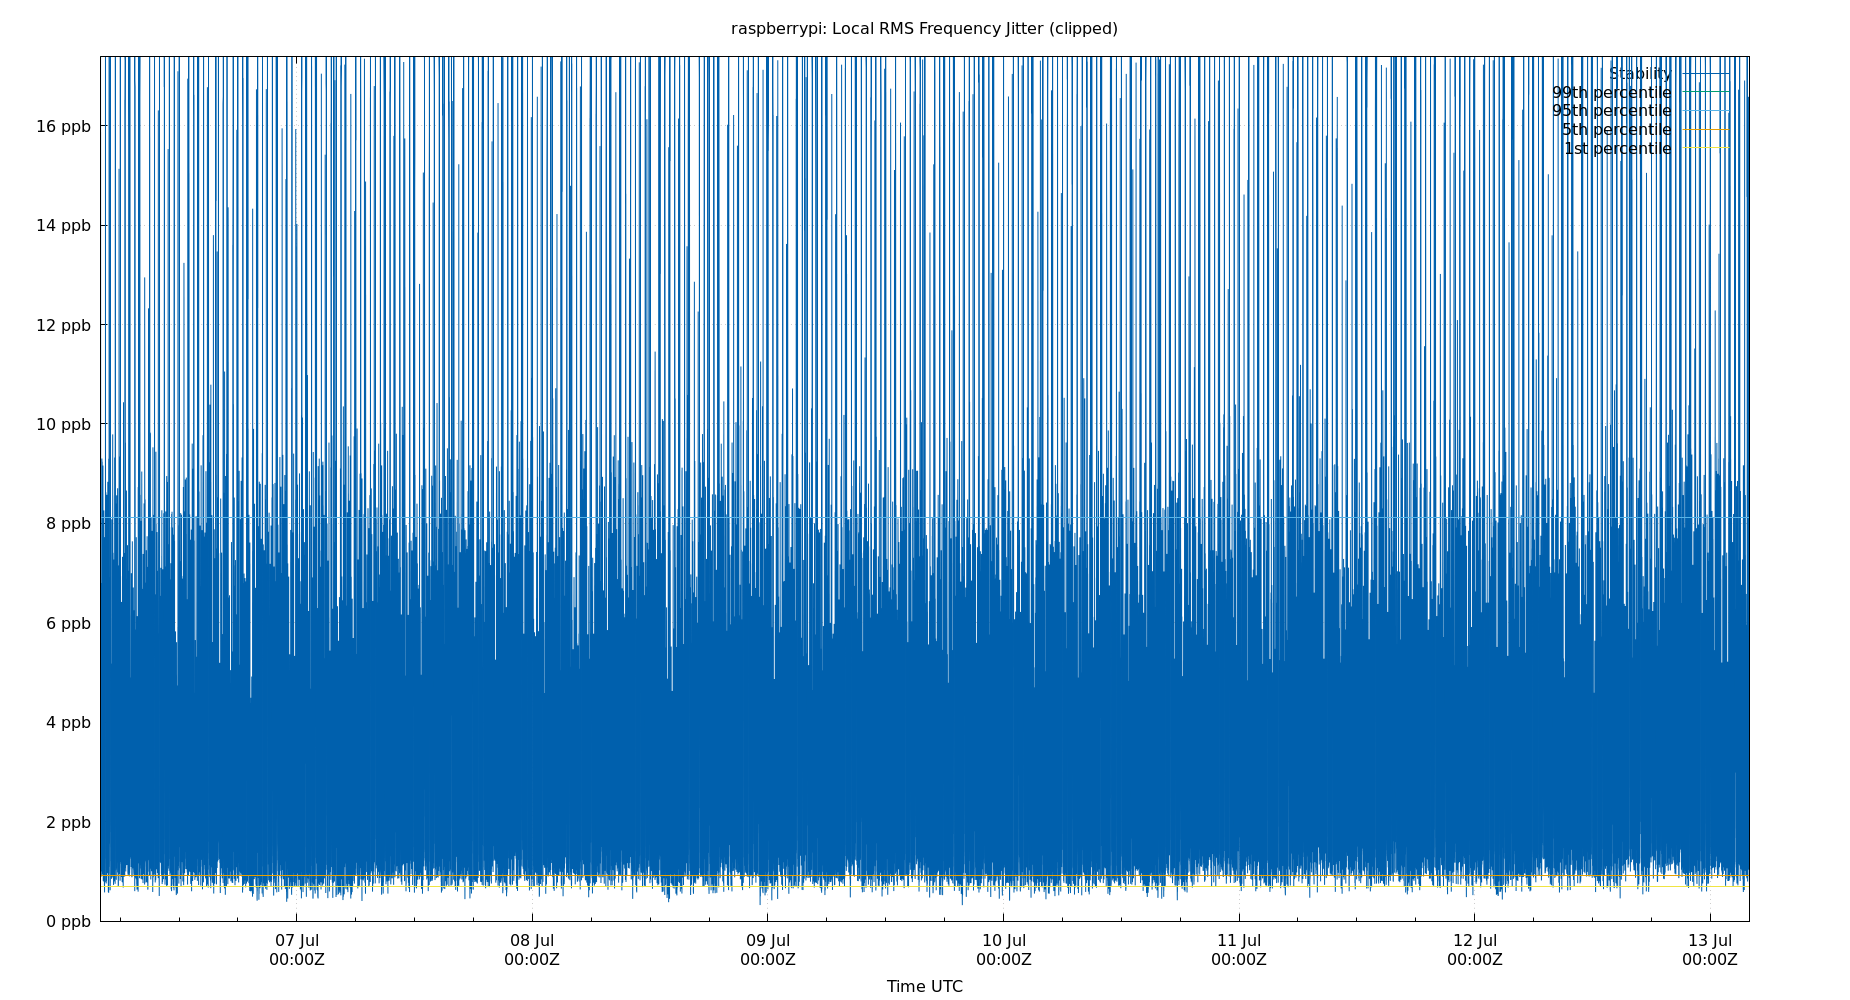 raspberrypi: Local RMS Frequency Jitter (clipped)
Stability
99th percentile
95th percentile
5th percentile
1st percentile
16 ppb
14 ppb
12 ppb
10 ppb
8 ppb
6 ppb
4 ppb
2 ppb
0 ppb
07 Jul
00:00Z
08 Jul
00:00Z
09 Jul
00:00Z
10 Jul
00:00Z
11 Jul
00:00Z
12 Jul
00:00Z
13 Jul
00:00Z
Time UTC